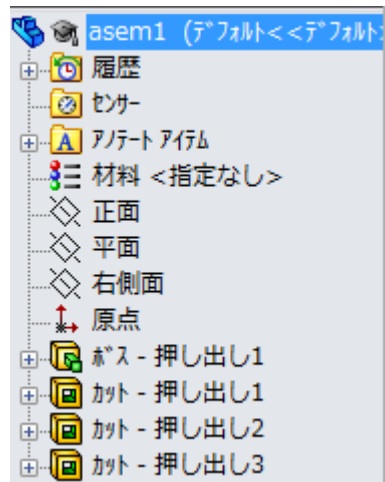 asem1 (ﾃﾞﾌｫﾙﾄ<<ﾃﾞﾌｫﾙﾄ>
履歴
ｾﾝｻｰ
A ｱﾉﾃｰﾄ ｱｲﾃﾑ
材料 <指定なし>
正面
平面
右側面
原点
ﾎﾞｽ - 押し出し1
ｶｯﾄ - 押し出し1
ｶｯﾄ - 押し出し2
ｶｯﾄ - 押し出し3